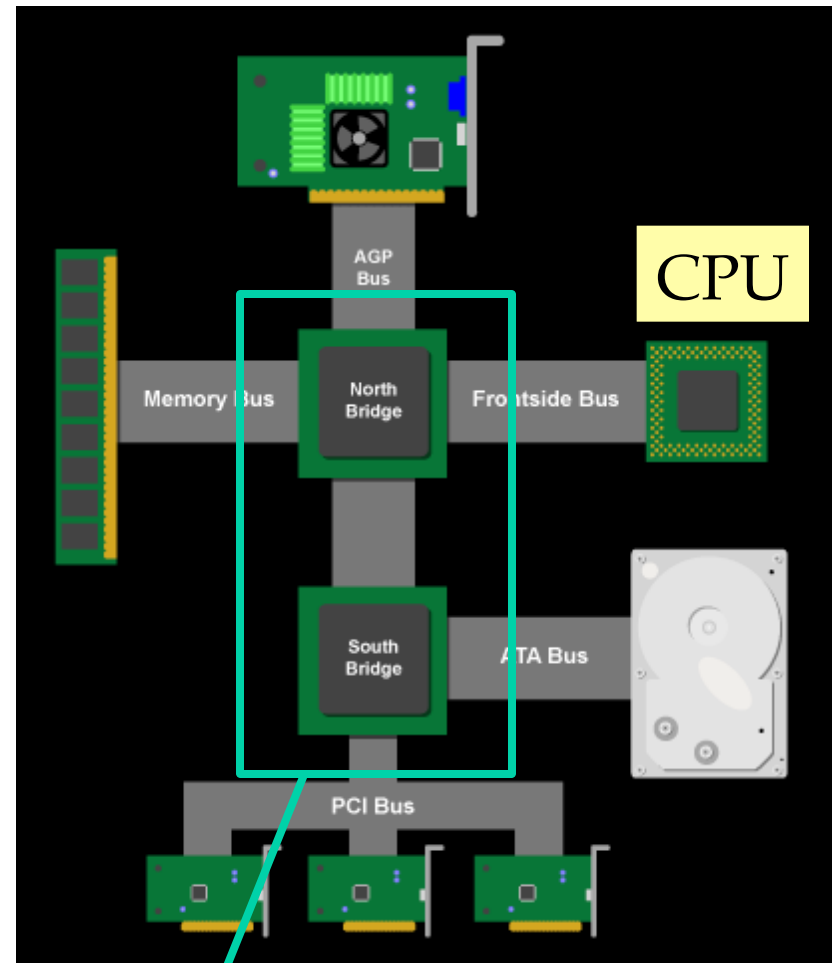 AGP
Bus
CPU
Memory Bus
North
Bridge
Frontside Bus
South
Bridge
ATA Bus
PCI Bus